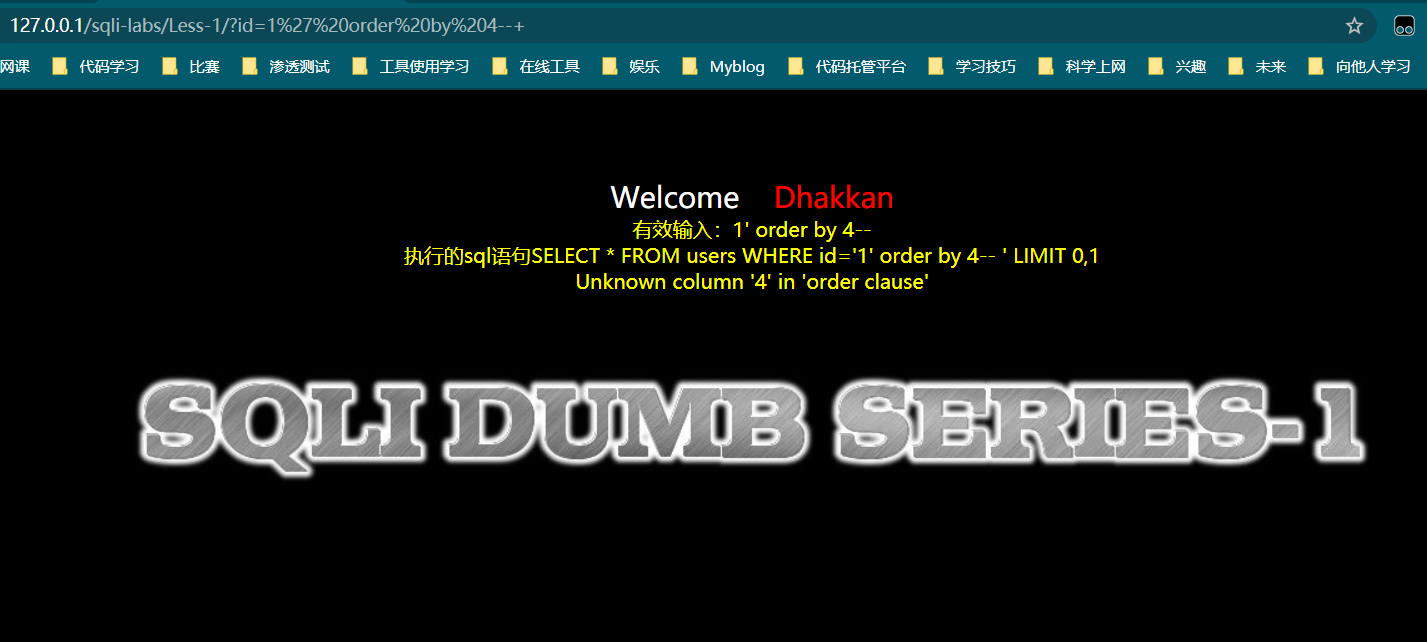 127.0.0.1/sqli-labs/Less-1/?id=1%27%20order%20by%204--+
网课 代码学习 比赛 渗透测试 工具使用学习 在线工具 娱乐 Myblog 代码托管平台 学习技巧 科学上网 兴趣 未来 向他人学习
Welcome Dhakkan
有效输入：1' order by 4--
执行的sql语句SELECT * FROM users WHERE id='1' order by 4-- ' LIMIT 0,1
Unknown column '4' in 'order clause'
SQLI DUMB SERIES-1